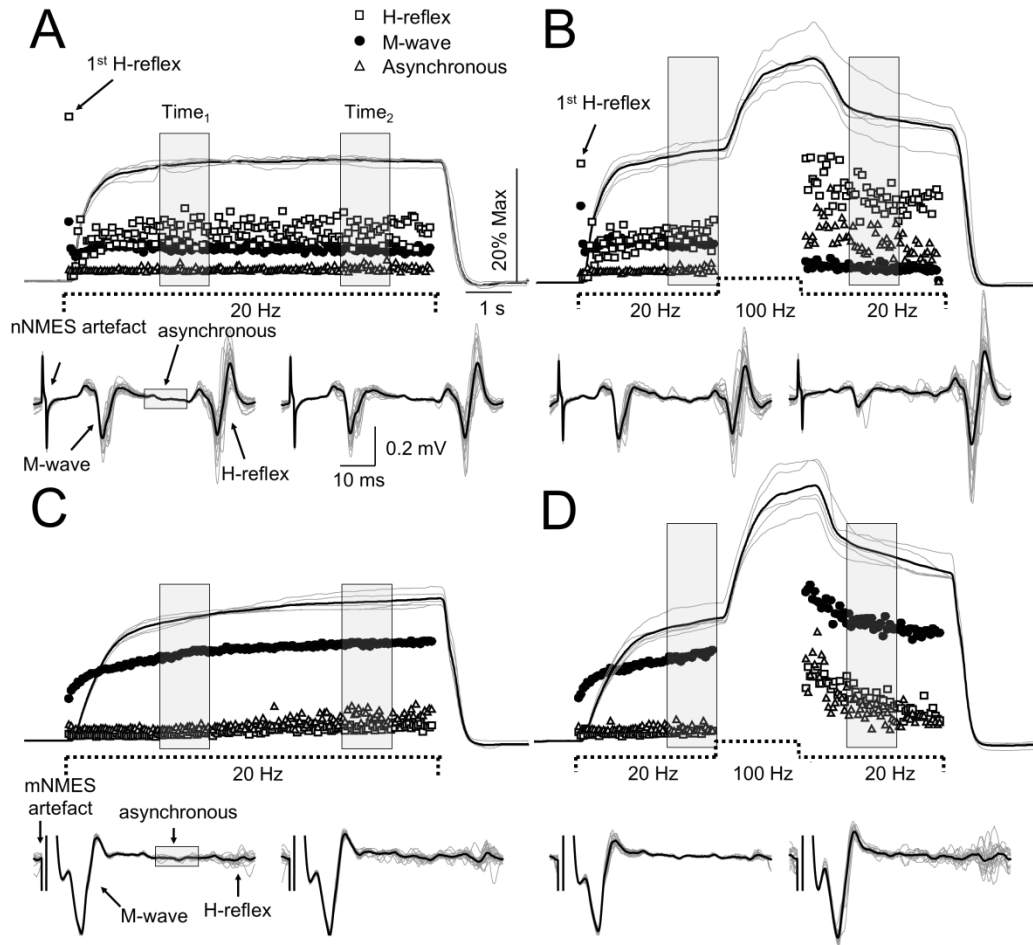 A
H-reflex
M-wave
Asynchronous
1st H-reflex
Time1
Time2
20% Max
1 s
20 Hz
B
1st H-reflex
20 Hz
100 Hz
20 Hz
nNMES artefact
asynchronous
M-wave
H-reflex
0.2 mV
10 ms
C
20 Hz
D
20 Hz
100 Hz
20 Hz
mNMES
artefact
asynchronous
M-wave
H-reflex